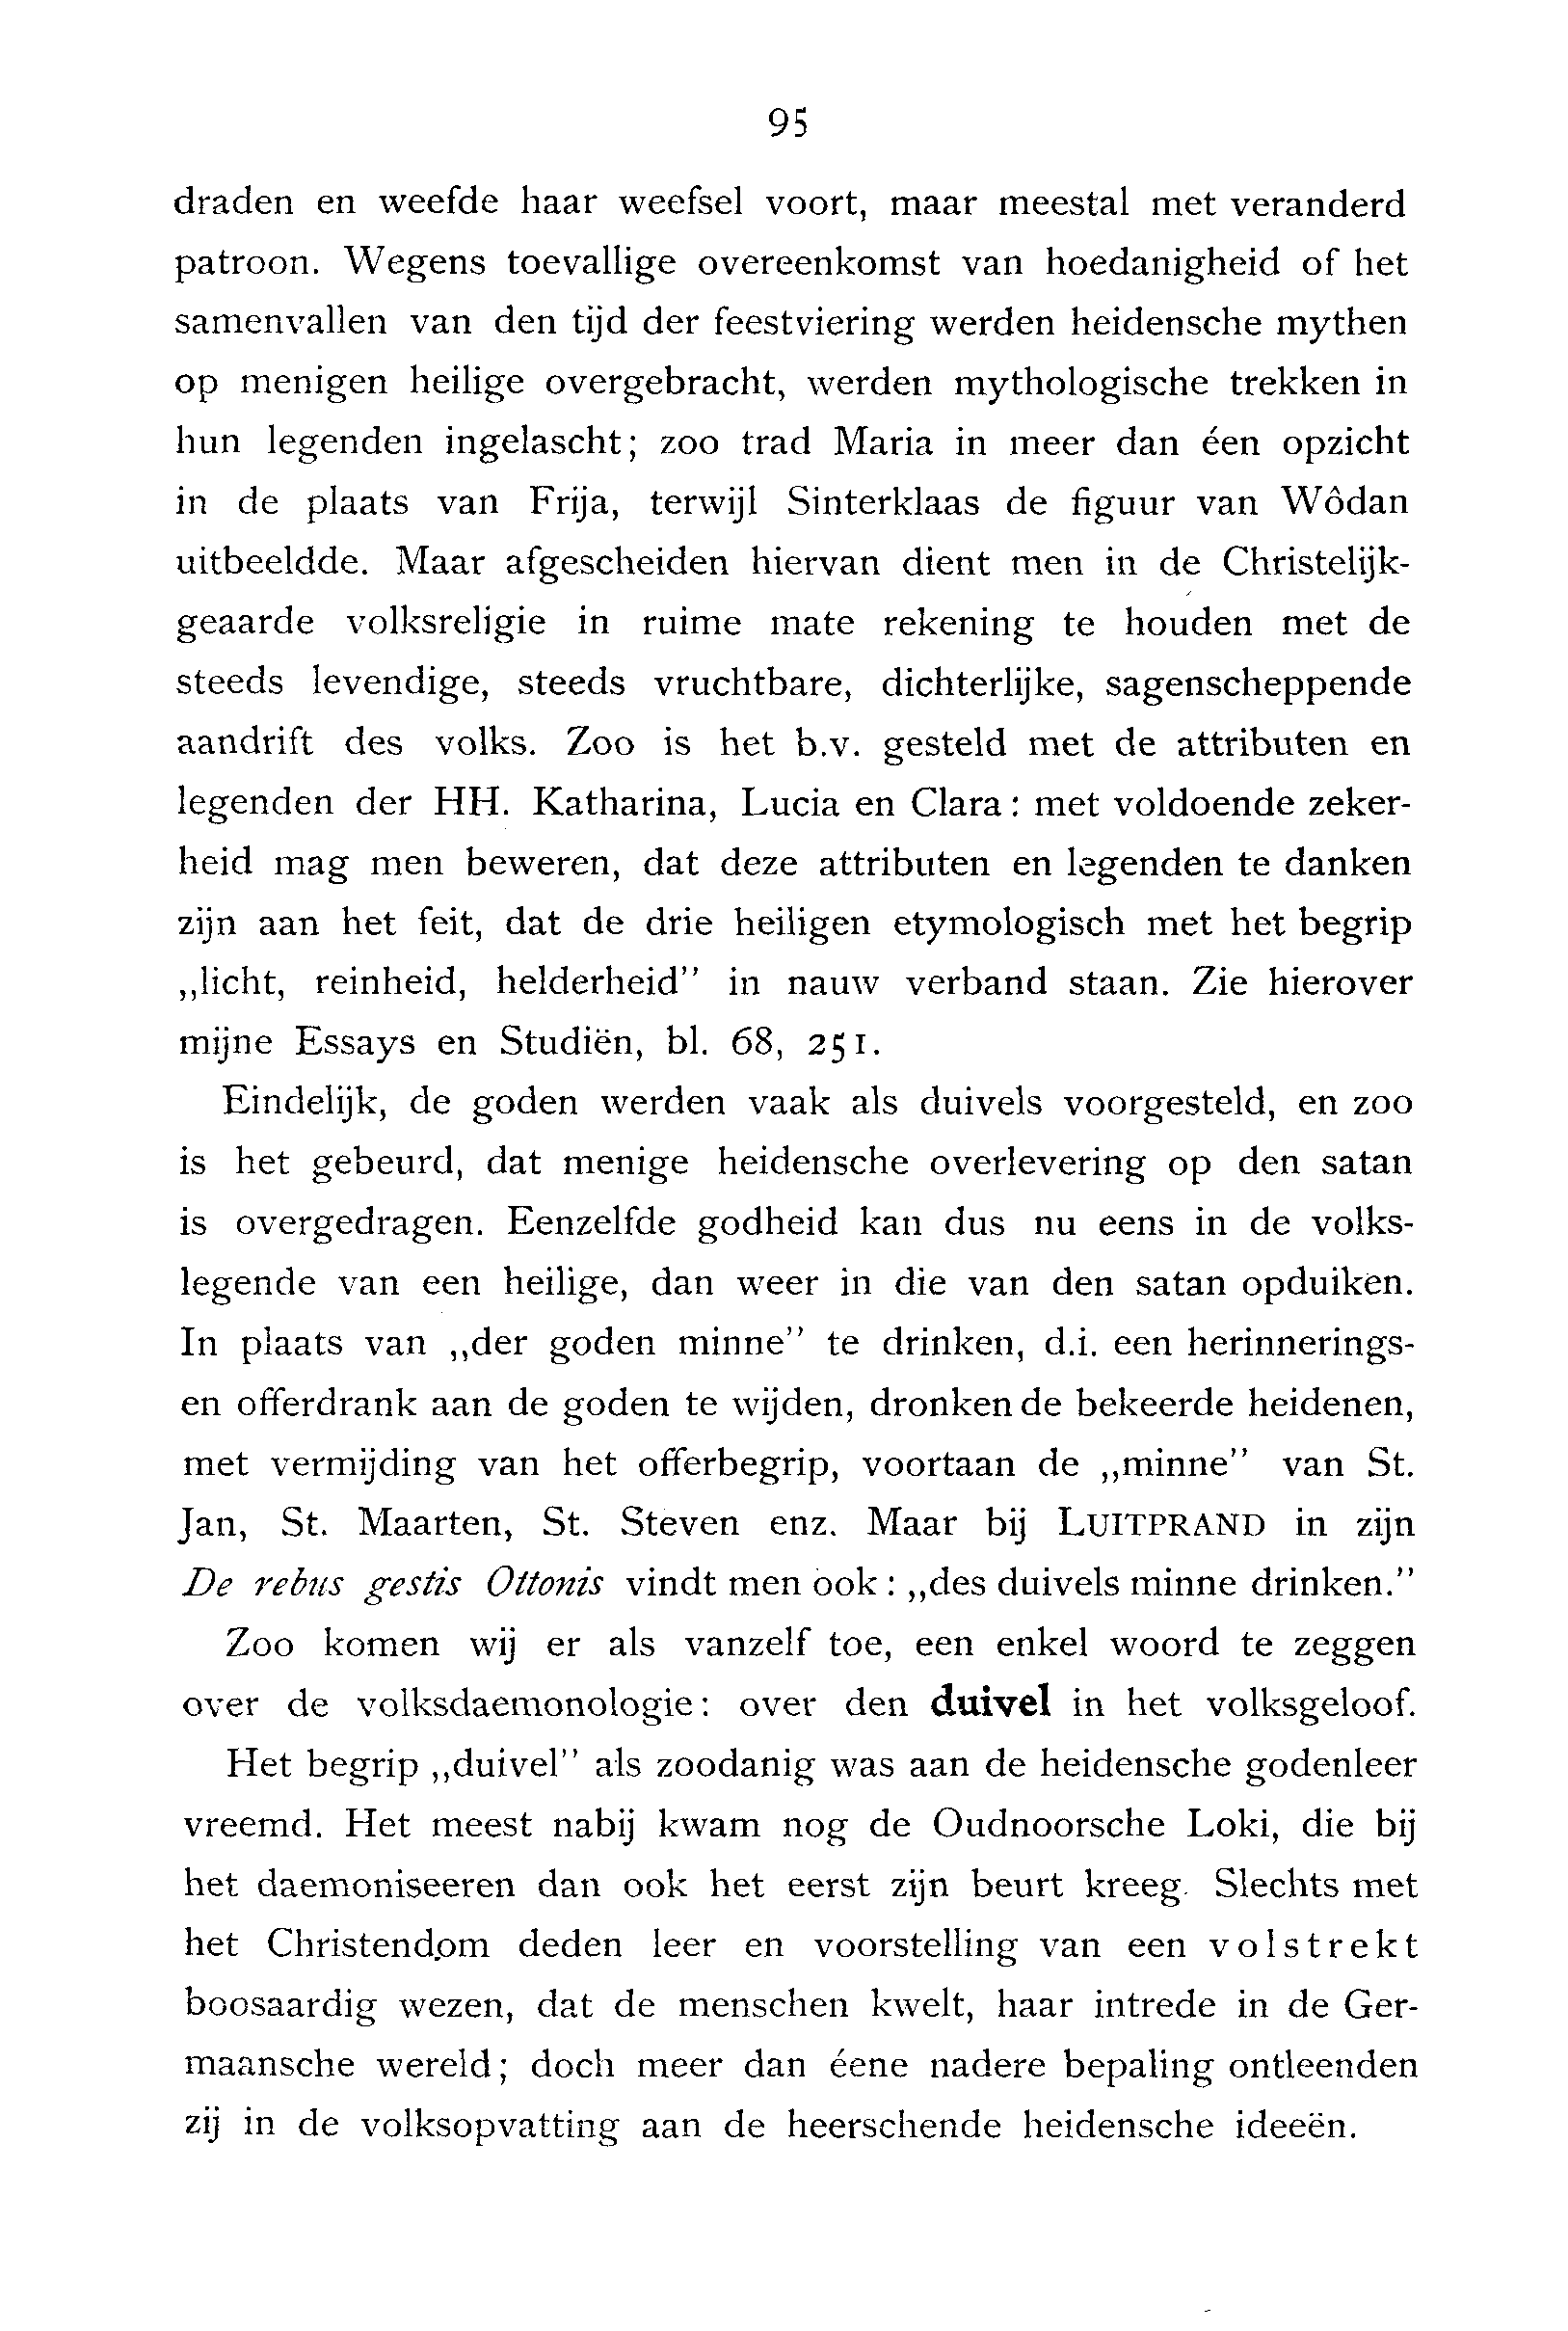 95
draden en weefde haar weefsel voort, maar meestal met veranderd
patroon. Wegens toevallige overeenkomst van hoedanigheid of het
samenvallen van den tijd der feestviering werden heidensche mythen
op menigen heilige overgebracht, werden mythologische trekken in
hun legenden ingelascht; zoo trad Maria in meer dan éen opzicht
in de plaats van Frija, terwijl Sinterklaas de figuur van Wôdan
uitbeeldde. Maar afgescheiden hiervan dient men in de Christelijk-
geaarde volksreligie in ruime mate rekening te houden met de
steeds levendige, steeds vruchtbare, dichterlijke, sagenscheppende
aandrift des volks. Zoo is het b.v. gesteld met de attributen en
legenden der HH. Katharina, Lucia en Clara: met voldoende zeker-
heid mag men beweren, dat deze attributen en legenden te danken
zijn aan het feit, dat de drie heiligen etymologisch met het begrip
„licht, reinheid, helderheid” in nauw verband staan. Zie hierover
mijne Essays en Studiën, bl. 68, 251.
Eindelijk, de goden werden vaak als duivels voorgesteld, en zoo
is het gebeurd, dat menige heidensche overlevering op den satan
is overgedragen. Eenzelfde godheid kan dus nu eens in de volks-
legende van een heilige, dan weer in die van den satan opduiken.
In plaats van „der goden minne” te drinken, d.i. een herinnerings-
en offerdrank aan de goden te wijden, dronken de bekeerde heidenen,
met vermijding van het offerbegrip, voortaan de „minne” van St.
Jan, St. Maarten, St. Steven enz. Maar bij LUITPRAND in zijn
De rebus gestis Ottonis vindt men ook: „des duivels minne drinken.”
Zoo komen wij er als vanzelf toe, een enkel woord te zeggen
over de volksdaemonologie: over den duivel in het volksgeloof.
Het begrip „duivel” als zoodanig was aan de heidensche godenleer
vreemd. Het meest nabij kwam nog de Oudnoorsche Loki, die bij
het daemoniseeren dan ook het eerst zijn beurt kreeg. Slechts met
het Christendom deden leer en voorstelling van een volstrekt
boosaardig wezen, dat de menschen kwelt, haar intrede in de Ger-
maansche wereld; doch meer dan éene nadere bepaling ontleenden
zij in de volksopvatting aan de heerschende heidensche ideeën.